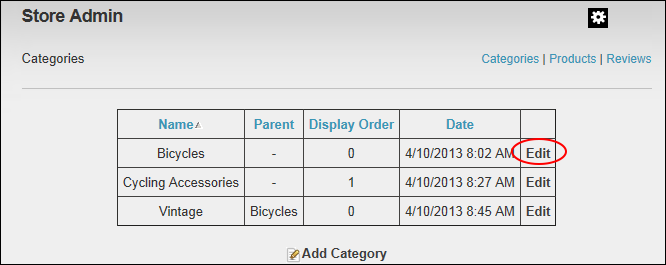 Store Admin
Categories
Categories | Products | Reviews
Name Parent Display Order Date
Bicycles - 0 4/10/2013 8:02 AM Edit
Cycling Accessories - 1 4/10/2013 8:27 AM Edit
Vintage Bicycles 0 4/10/2013 8:45 AM Edit
Add Category